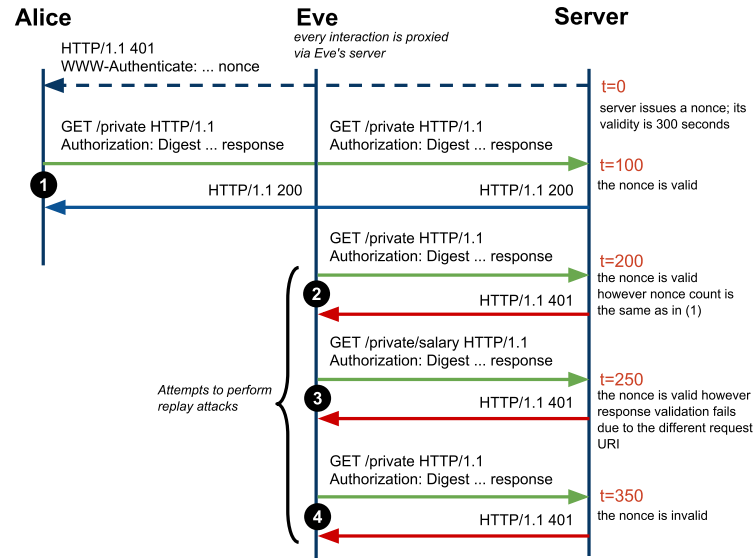 Alice
Eve
Server
every interaction is proxied
via Eve's server
HTTP/1.1 401
WWW-Authenticate: ... nonce
t=0
server issues a nonce; its
validity is 300 seconds
GET /private HTTP/1.1
Authorization: Digest ... response
GET /private HTTP/1.1
Authorization: Digest ... response
t=100
the nonce is valid
1
HTTP/1.1 200
HTTP/1.1 200
GET /private HTTP/1.1
Authorization: Digest ... response
t=200
the nonce is valid
however nonce count is
the same as in (1)
2
HTTP/1.1 401
GET /private/salary HTTP/1.1
Authorization: Digest ... response
t=250
the nonce is valid however
response validation fails
due to the different request
URI
Attempts to perform
replay attacks
3
HTTP/1.1 401
GET /private HTTP/1.1
Authorization: Digest ... response
t=350
the nonce is invalid
4
HTTP/1.1 401